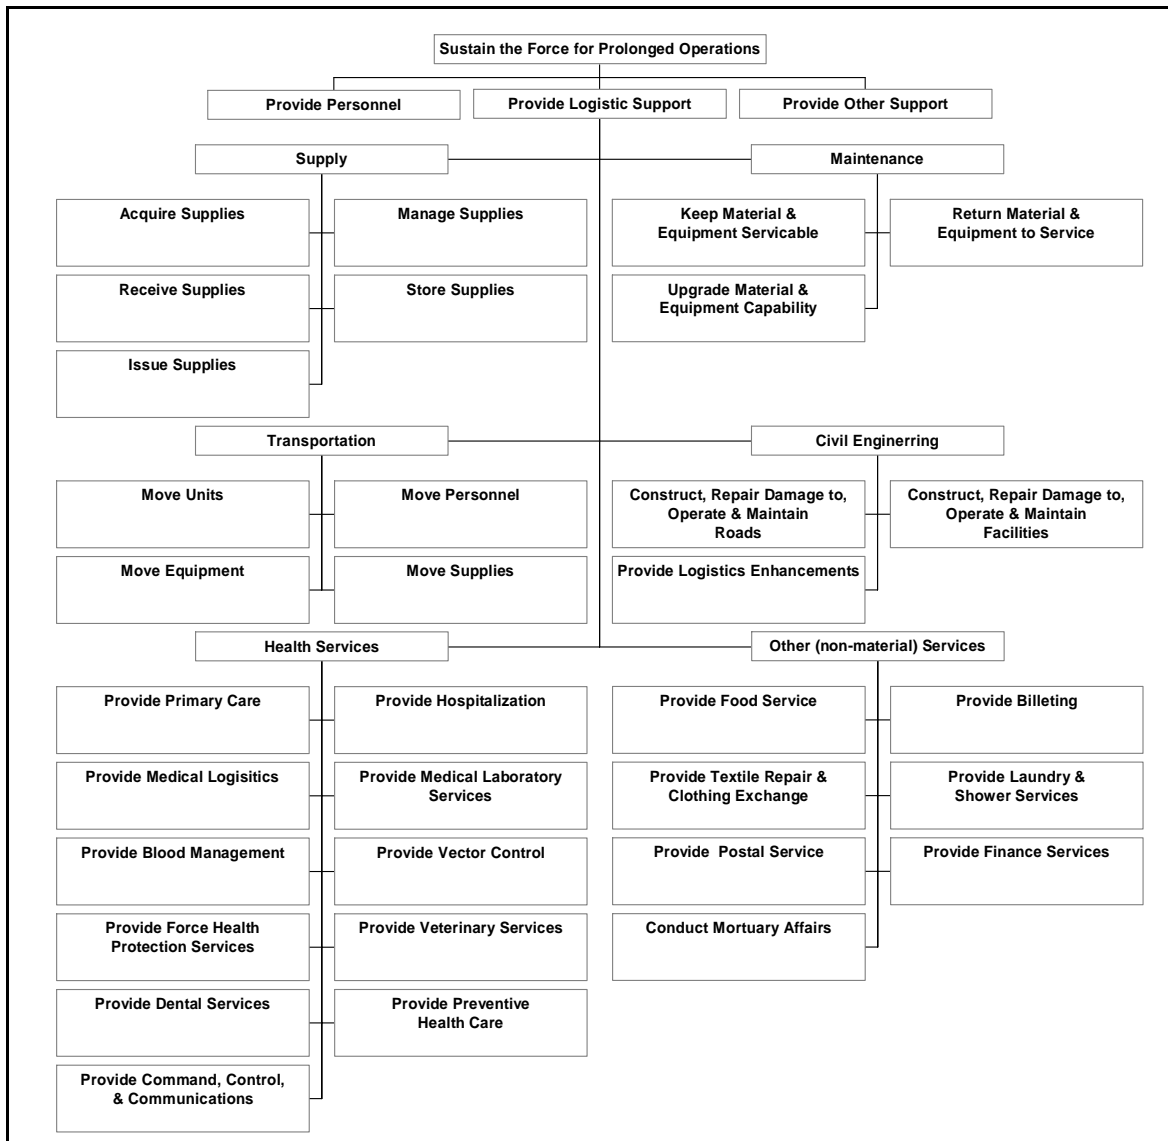 Sustain the Force for Prolonged Operations
Provide Personnel
Provide Logistic Support
Provide Other Support
Supply
Maintenance
Acquire Supplies
Manage Supplies
Keep Material &
Equipment Servicable
Return Material &
Equipment to Service
Receive Supplies
Store Supplies
Upgrade Material &
Equipment Capability
Issue Supplies
Transportation
Civil Enginerring
Move Units
Move Personnel
Construct, Repair Damage to,
Operate & Maintain
Roads
Construct, Repair Damage to,
Operate & Maintain
Facilities
Move Equipment
Move Supplies
Provide Logistics Enhancements
Health Services
Other (non-material) Services
Provide Primary Care
Provide Hospitalization
Provide Food Service
Provide Billeting
Provide Medical Logisitics
Provide Medical Laboratory
Services
Provide Textile Repair &
Clothing Exchange
Provide Laundry &
Shower Services
Provide Blood Management
Provide Vector Control
Provide  Postal Service
Provide Finance Services
Provide Force Health
Protection Services
Provide Veterinary Services
Conduct Mortuary Affairs
Provide Dental Services
Provide Preventive
Health Care
Provide Command, Control,
& Communications